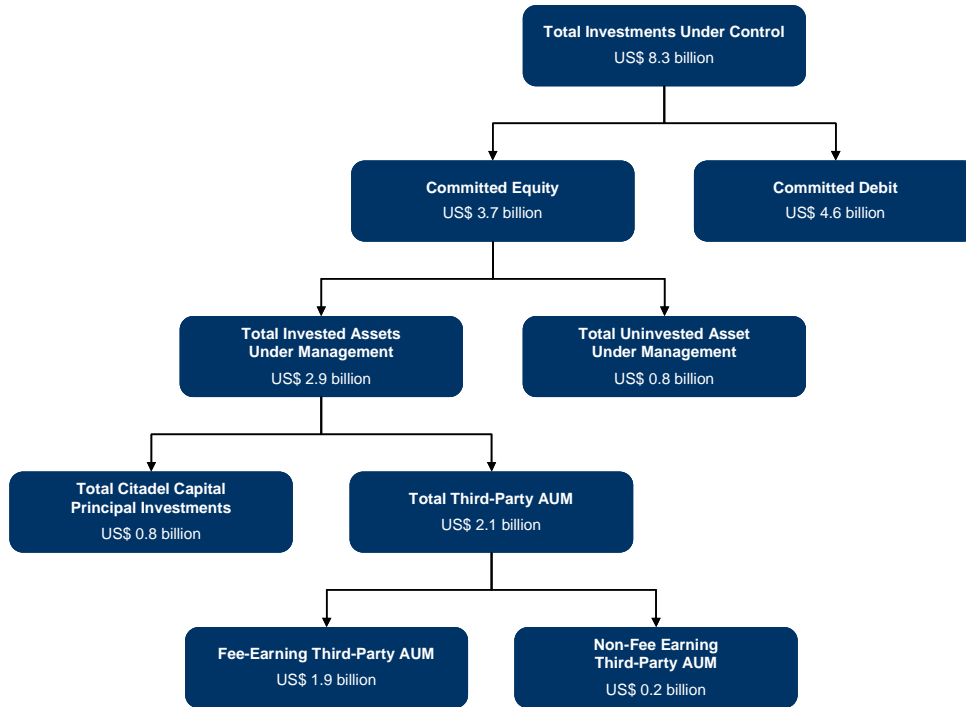 Total Investments Under Control
US$ 8.3 billion
Committed Equity
US$ 3.7 billion
Committed Debit
US$ 4.6 billion
Total Invested Assets
Under Management
US$ 2.9 billion
Total Uninvested Asset
Under Management
US$ 0.8 billion
Total Citadel Capital
Principal Investments
US$ 0.8 billion
Total Third-Party AUM
US$ 2.1 billion
Fee-Earning Third-Party AUM
US$ 1.9 billion
Non-Fee Earning
Third-Party AUM
US$ 0.2 billion